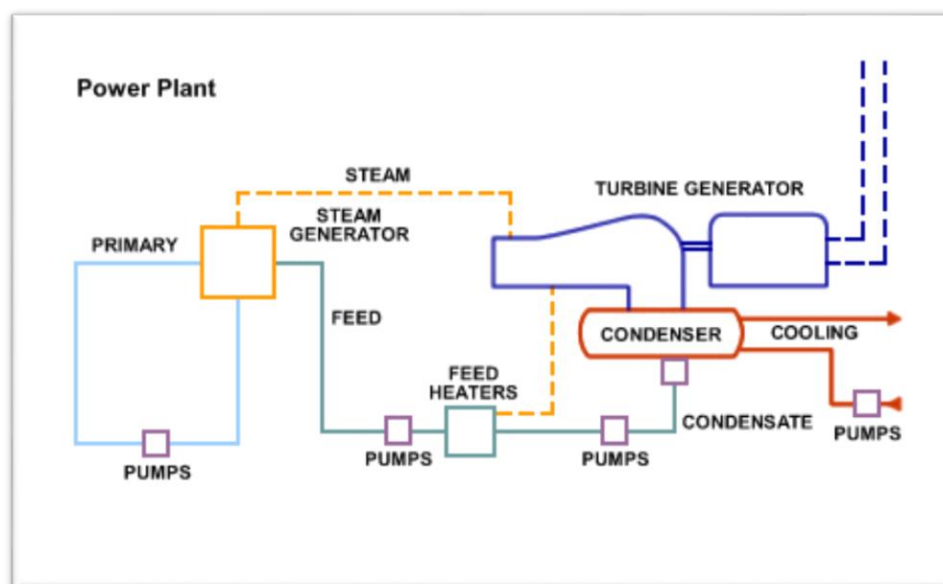 Power Plant
STEAM
TURBINE GENERATOR
STEAM
GENERATOR
PRIMARY
FEED
CONDENSER
COOLING
FEED
HEATERS
CONDENSATE
PUMPS
PUMPS
PUMPS
PUMPS